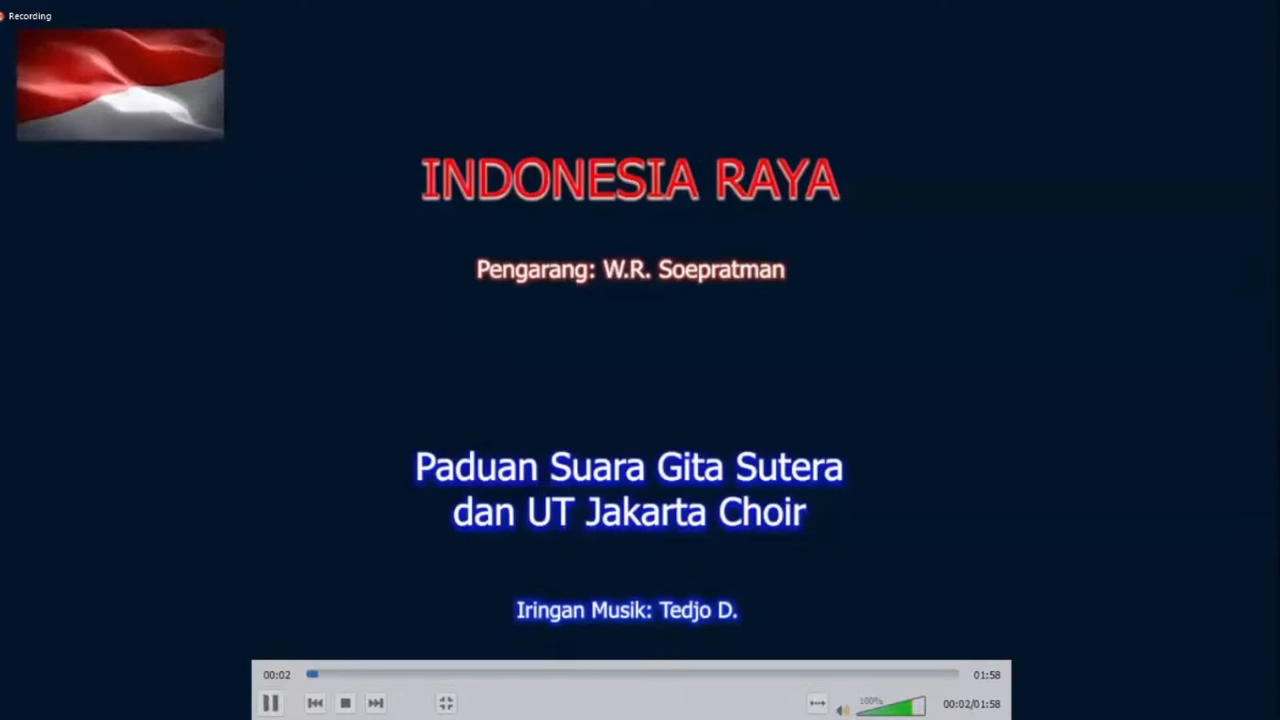 Recording
INDONESIA RAYA
Pengarang: W.R. Soepratman
Paduan Suara Gita Sutera
dan UT Jakarta Choir
Iringan Musik: Tedjo D.
00:02 01:58
100%
00:02/01:58